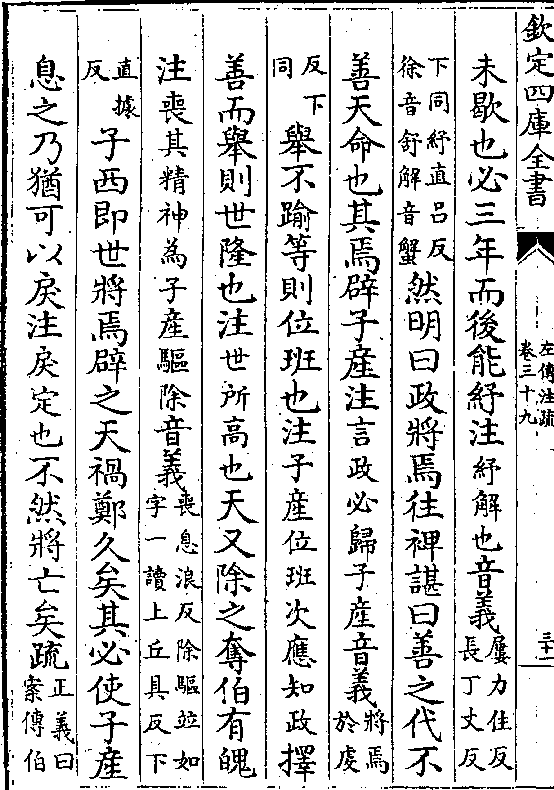 欽定四庫全書
左傳注疏
卷三十九
三十一
未歇也必三年而後能紓注紓解也音義屢力住反
長丁丈反
下同紓直呂反
徐音舒解音蟹然明曰政將焉往裨諶曰善之代不
善天命也其焉辟子產注言政必歸子產音義將焉
於虔
反下
同舉不踰等則位班也注子產位班次應知政擇
善而舉則世隆也注世所高也天又除之奪伯有魄
注喪其精神為子產驅除音義喪息浪反除驅並如
字一讀上丘具反下
直據
反子西即世將焉辟之天禍鄭久矣其必使子產
息之乃猶可以戾注戾定也不然將亡矣疏正義曰
案傳伯